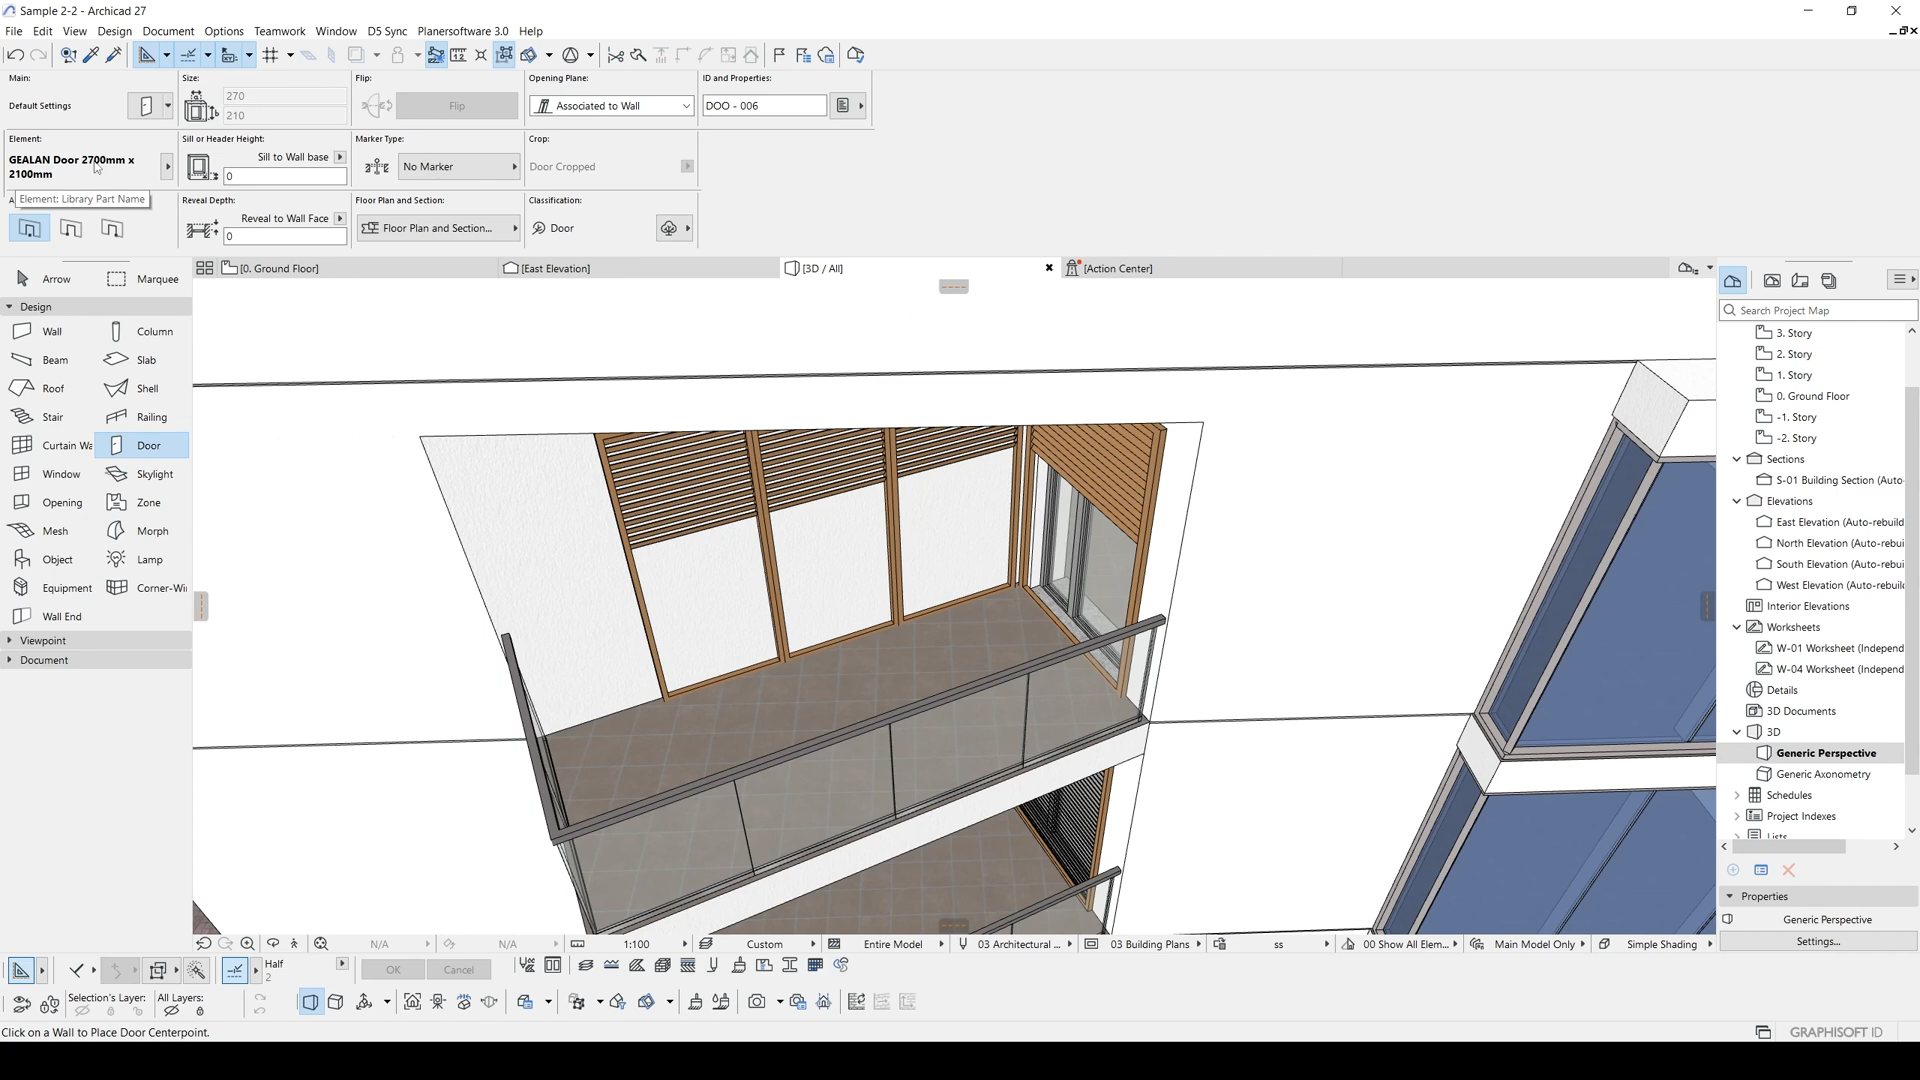 Sample 2-2 - Archicad 27
File Edit View Design Document Options Teamwork Window D5 Sync Planersoftware 3.0 Help
Main: Size: Flip: Opening Plane: ID and Properties:
Default Settings 270 210 Flip Associated to Wall DOO - 006
Element: Sill or Header Height: Marker Type: Crop:
GEALAN Door 2700mm x
2100mm
Sill to Wall base
0
No Marker
Door Cropped
Element: Library Part Name
Reveal Depth: Floor Plan and Section: Classification:
Reveal to Wall Face
0
Floor Plan and Section...
Door
[0. Ground Floor] [East Elevation] [3D / All] [Action Center]
Arrow Marquee
Design
Wall Column
Beam Slab
Roof Shell
Stair Railing
Curtain Wa Door
Window Skylight
Opening Zone
Mesh Morph
Object Lamp
Equipment Corner-Wi
Wall End
Viewpoint
Document
Search Project Map
3. Story
2. Story
1. Story
0. Ground Floor
-1. Story
-2. Story
Sections
S-01 Building Section (Auto
Elevations
East Elevation (Auto-rebuild
North Elevation (Auto-rebui
South Elevation (Auto-rebui
West Elevation (Auto-rebuil
Interior Elevations
Worksheets
W-01 Worksheet (Independ
W-04 Worksheet (Independ
Details
3D Documents
3D
Generic Perspective
Generic Axonometry
Schedules
Project Indexes
Lists
Properties
Generic Perspective
Settings...
N/A N/A 1:100 Custom Entire Model 03 Architectural ... 03 Building Plans ss 00 Show All Elem... Main Model Only Simple Shading
Half
2
OK Cancel
Selection's Layer: All Layers:
Click on a Wall to Place Door Centerpoint.
GRAPHISOFT ID